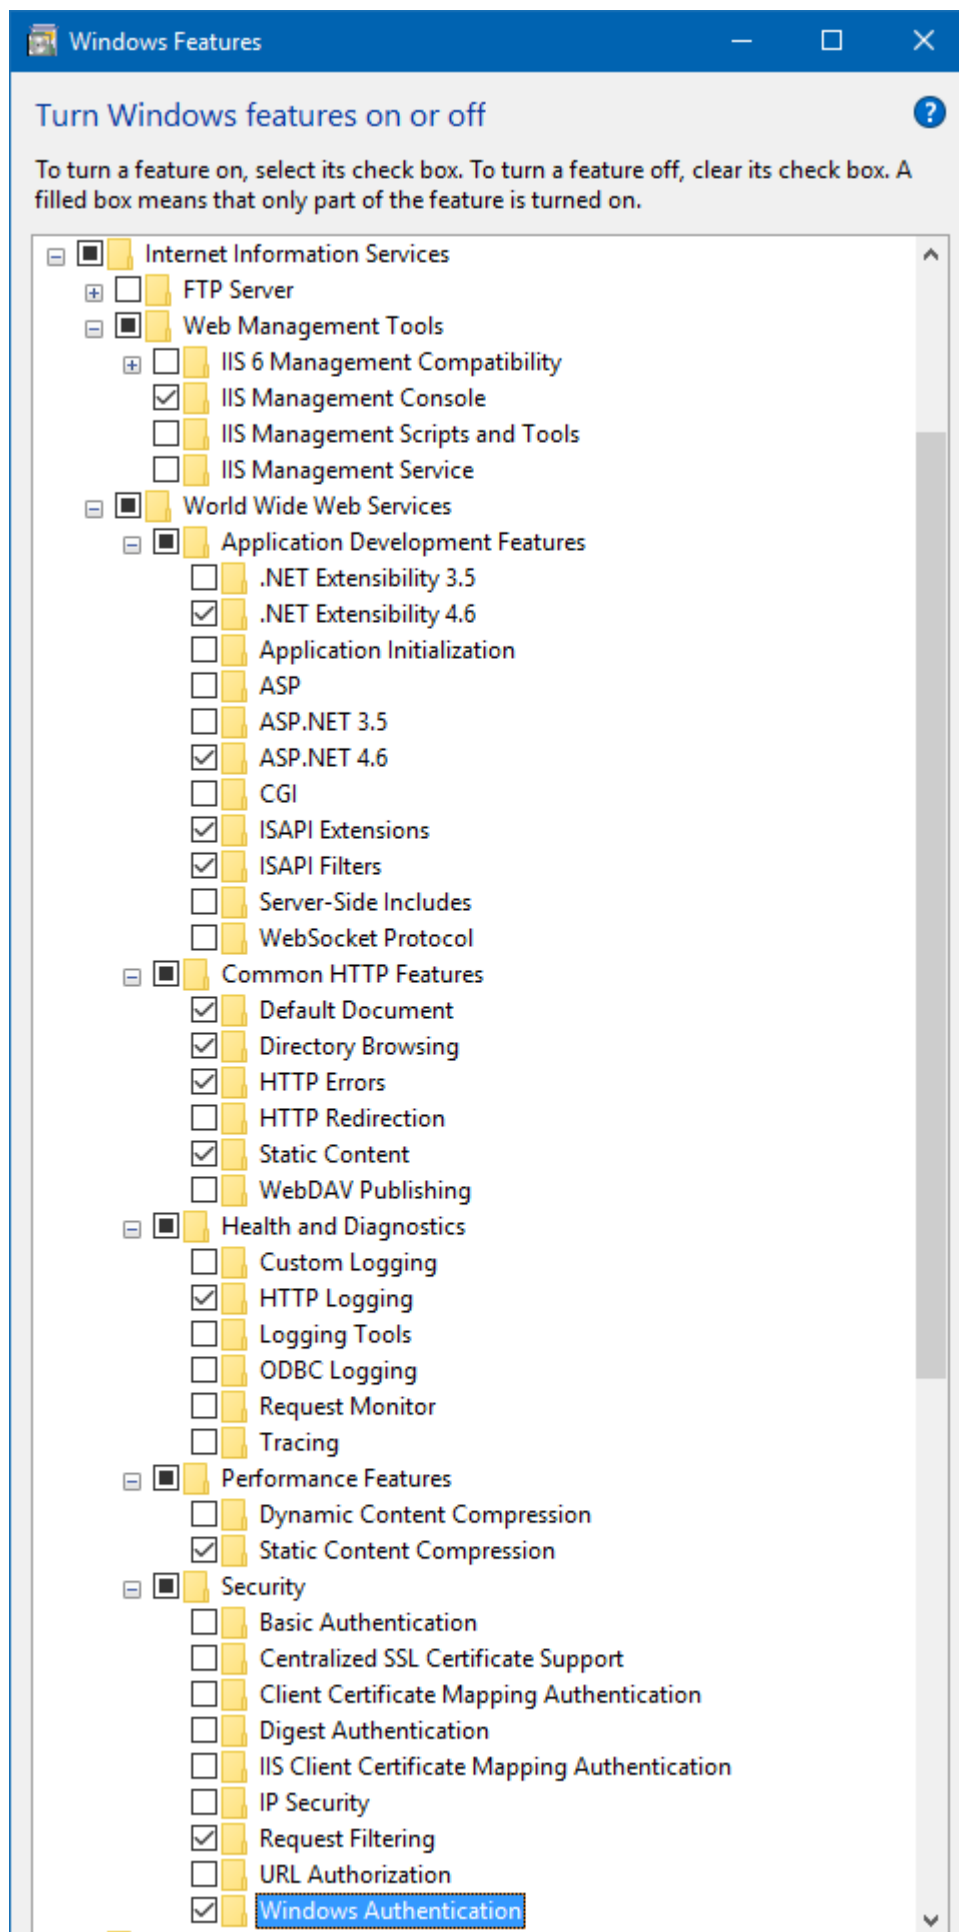 Windows Features
Turn Windows features on or off
?
To turn a feature on, select its check box. To turn a feature off, clear its check box. A
filled box means that only part of the feature is turned on.
Internet Information Services
FTP Server
Web Management Tools
IIS 6 Management Compatibility
IIS Management Console
IIS Management Scripts and Tools
IIS Management Service
World Wide Web Services
Application Development Features
.NET Extensibility 3.5
.NET Extensibility 4.6
Application Initialization
ASP
ASP.NET 3.5
ASP.NET 4.6
CGI
ISAPI Extensions
ISAPI Filters
Server-Side Includes
WebSocket Protocol
Common HTTP Features
Default Document
Directory Browsing
HTTP Errors
HTTP Redirection
Static Content
WebDAV Publishing
Health and Diagnostics
Custom Logging
HTTP Logging
Logging Tools
ODBC Logging
Request Monitor
Tracing
Performance Features
Dynamic Content Compression
Static Content Compression
Security
Basic Authentication
Centralized SSL Certificate Support
Client Certificate Mapping Authentication
Digest Authentication
IIS Client Certificate Mapping Authentication
IP Security
Request Filtering
URL Authorization
Windows Authentication